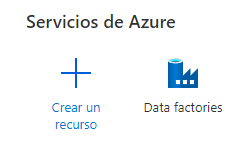 Servicios de Azure
Crear un
recurso
Data factories